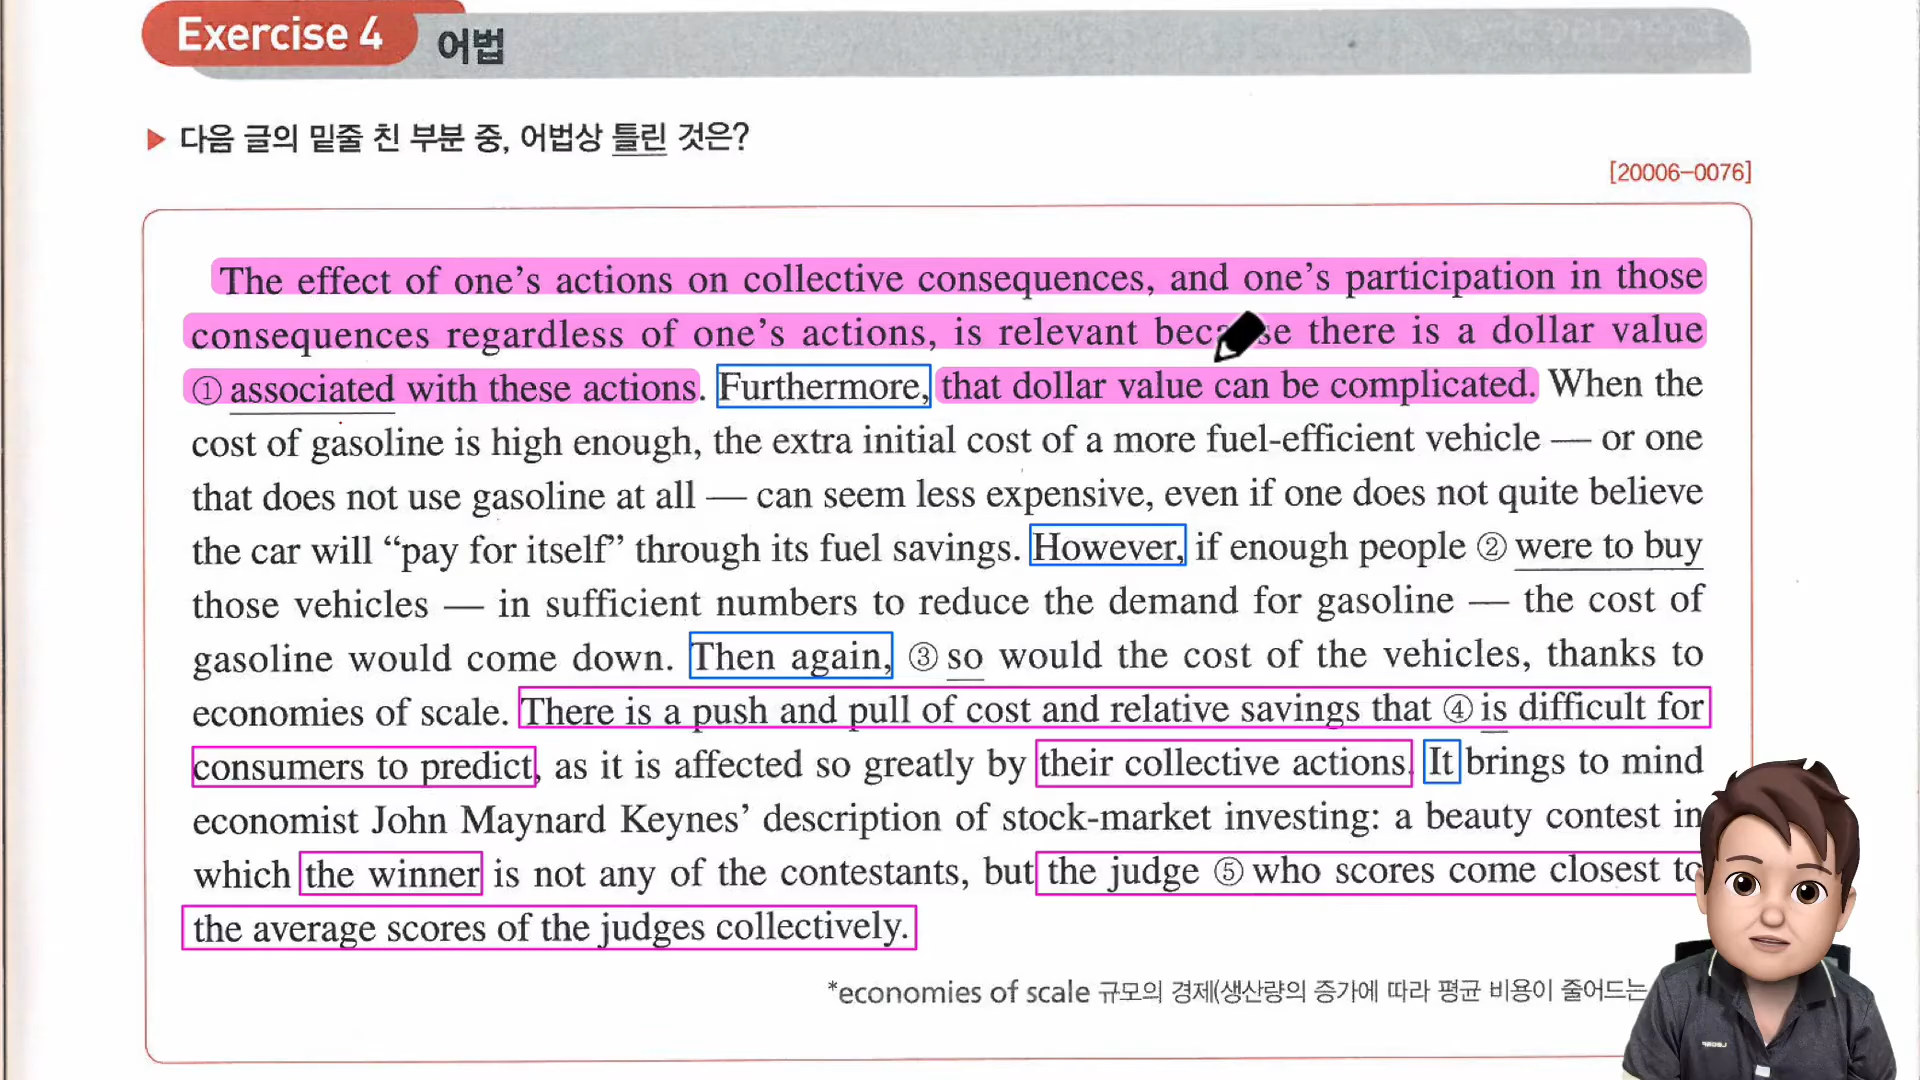 Exercise 4 어법
▶ 다음 글의 밑줄 친 부분 중, 어법상 틀린 것은?
[20006-0076]
The effect of one's actions on collective consequences, and one's participation in those
consequences regardless of one's actions, is relevant because there is a dollar value
① associated with these actions. Furthermore, that dollar value can be complicated. When the
cost of gasoline is high enough, the extra initial cost of a more fuel-efficient vehicle — or one
that does not use gasoline at all — can seem less expensive, even if one does not quite believe
the car will “pay for itself” through its fuel savings. However, if enough people ② were to buy
those vehicles — in sufficient numbers to reduce the demand for gasoline — the cost of
gasoline would come down. Then again, ③ so would the cost of the vehicles, thanks to
economies of scale. There is a push and pull of cost and relative savings that ④ is difficult for
consumers to predict, as it is affected so greatly by their collective actions. It brings to mind
economist John Maynard Keynes' description of stock-market investing: a beauty contest in
which the winner is not any of the contestants, but the judge ⑤ who scores come closest to
the average scores of the judges collectively.
*economies of scale 규모의 경제(생산량의 증가에 따라 평균 비용이 줄어드는